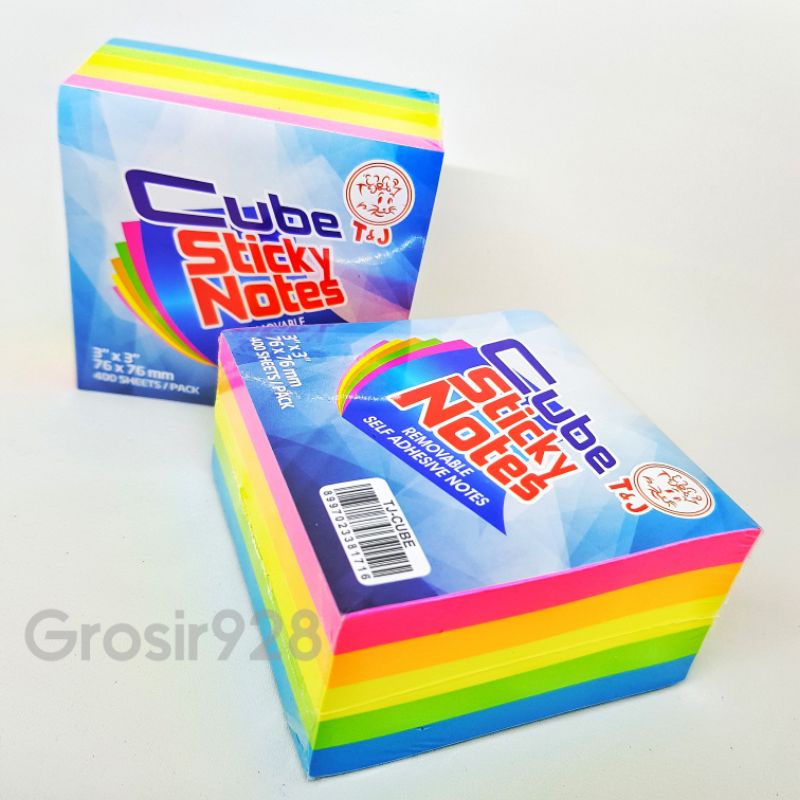 Cube
Sticky
Notes
T&J
3" x 3"
76 x 76 mm
400 SHEETS / PACK
Cube
Sticky
Notes
REMOVABLE
SELF ADHESIVE NOTES
T&J
3" x 3"
76 x 76 mm
400 SHEETS / PACK
TJ-CUBE
8997023381716
Grosir928